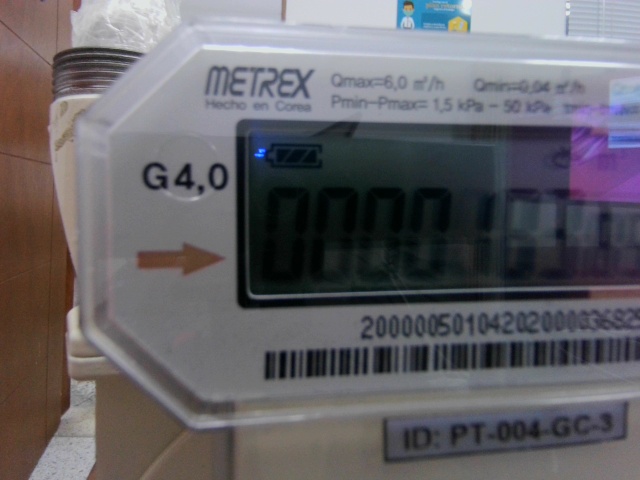 METREX
Qmax=6,0 m³/h Qmin=0,04 m³/h
Hecho en Corea
Pmin-Pmax= 1,5 kPa - 50 kPa
G4,0
0000
2000005010420200003682
ID: PT-004-GC-3